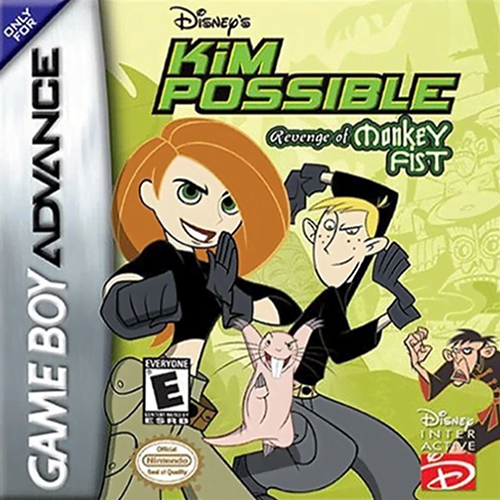 ONLY
FOR
GAME BOY ADVANCE
Disney's
KiM
POSSIBLE
Revenge of MonkeY
FIST
EVERYONE
E
ESRB
Official
Nintendo
Seal of Quality
Disney
INTER
ACTIVE
D